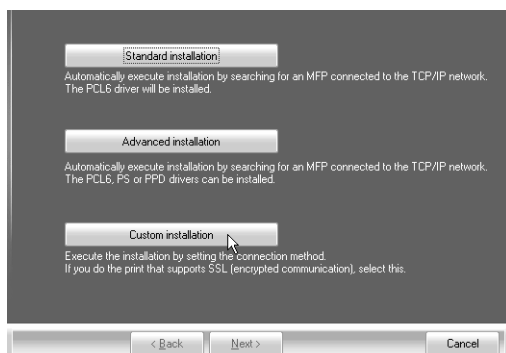 Standard installation
Automatically execute installation by searching for an MFP connected to the TCP/IP network.
The PCL6 driver will be installed.
Advanced installation
Automatically execute installation by searching for an MFP connected to the TCP/IP network.
The PCL6, PS or PPD drivers can be installed.
Custom installation
Execute the installation by setting the connection method.
If you do the print that supports SSL (encrypted communication), select this.
< Back Next > Cancel